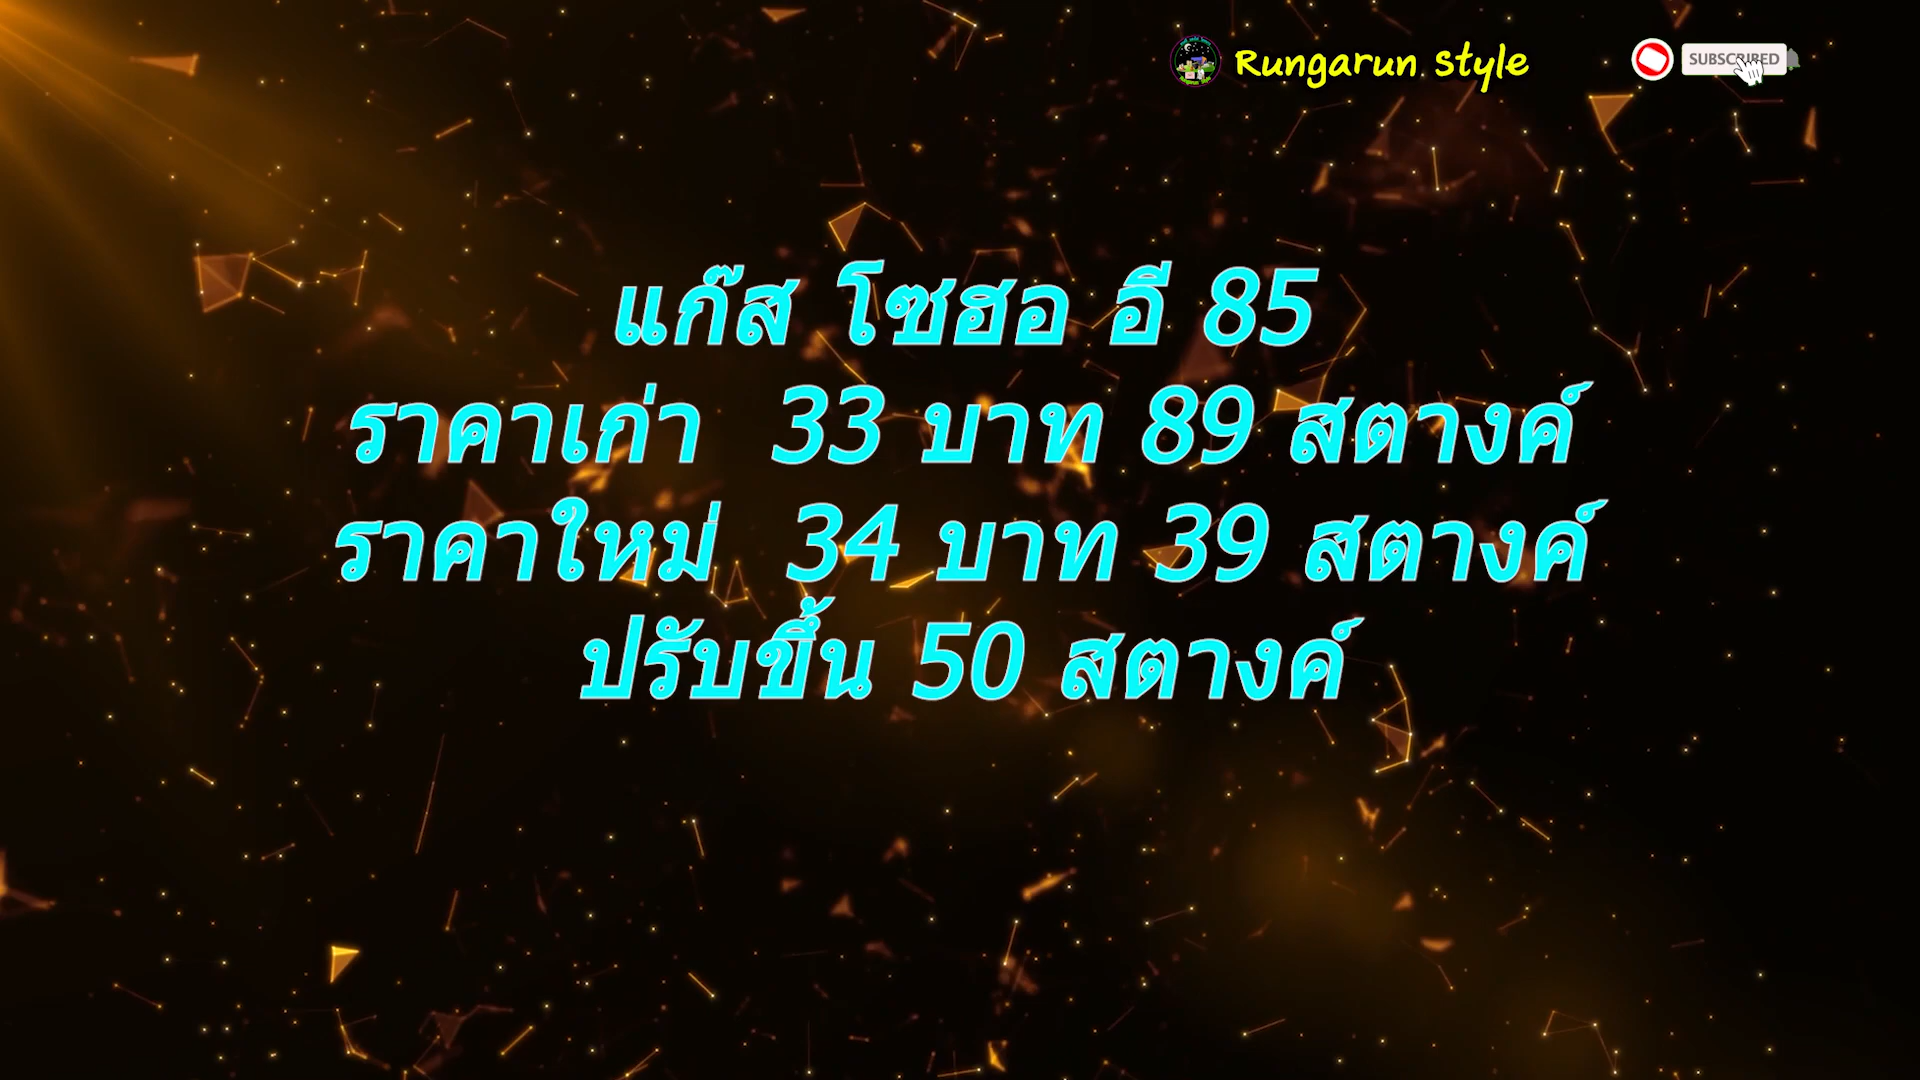 Rungarun Style
SUBSCRIBED
แก๊ส โซฮอ อี 85
ราคาเก่า 33 บาท 89 สตางค์
ราคาใหม่ 34 บาท 39 สตางค์
ปรับขึ้น 50 สตางค์